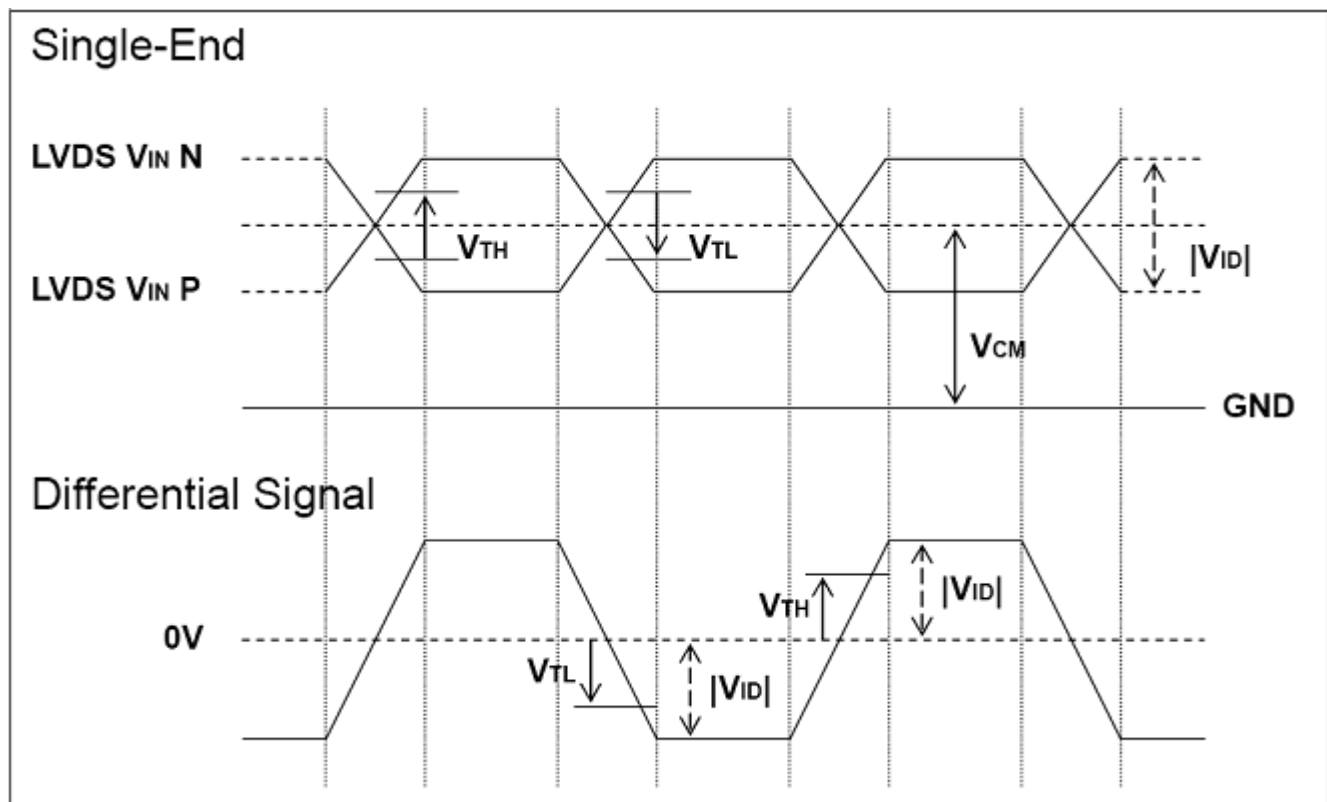 Single-End
LVDS VIN N
VTH
VTL
|VID|
LVDS VIN P
VCM
GND
Differential Signal
VTH
|VID|
0V
VTL
|VID|